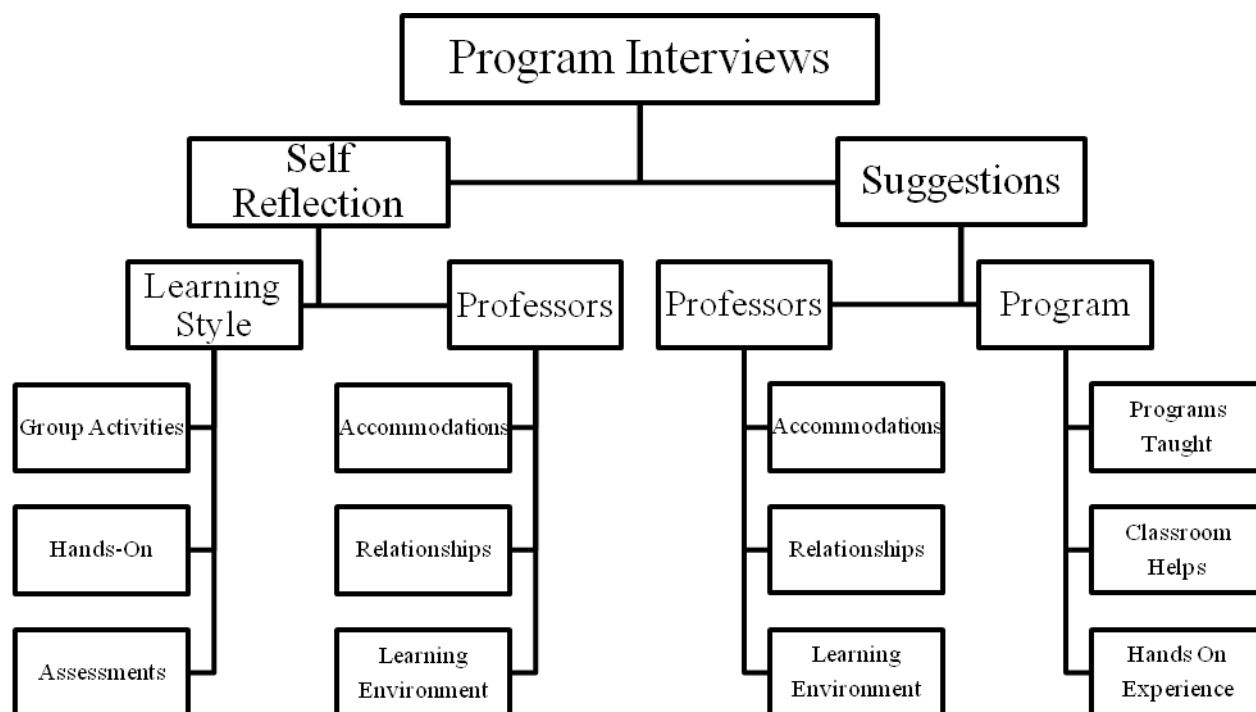 Program Interviews
Self
Reflection
Suggestions
Learning
Style
Professors
Professors
Program
Group Activities
Accommodations
Accommodations
Programs
Taught
Hands-On
Relationships
Relationships
Classroom
Helps
Assessments
Learning
Environment
Learning
Environment
Hands On
Experience